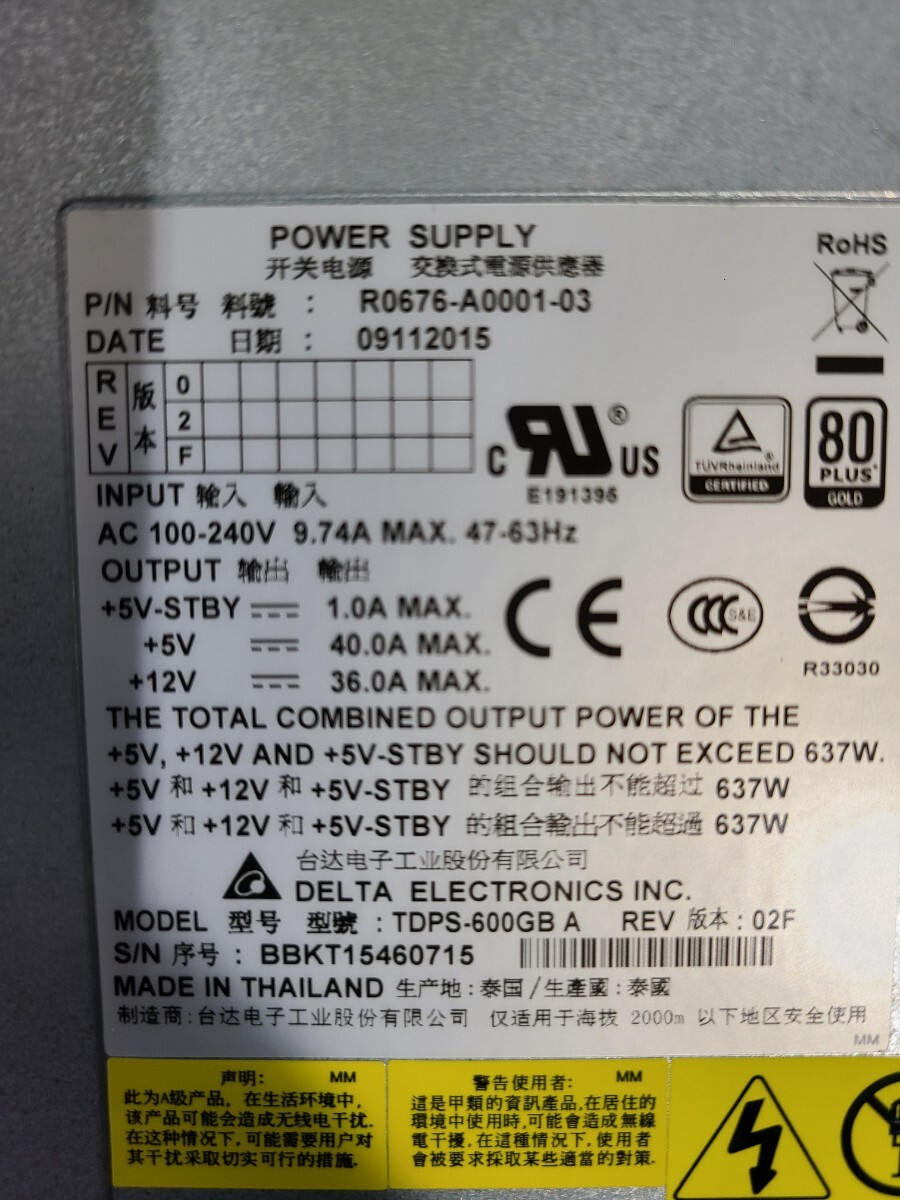 POWER SUPPLY
开关电源 交換式電源供應器
RoHS
P/N 料号 料號 : R0676-A0001-03
DATE 日期 : 09112015
REV 版本 02F
C RU ® US
E191395
TÜVRheinland ®
CERTIFIED
80
PLUS
GOLD
INPUT 输入 輸入
AC 100-240V 9.74A MAX. 47-63Hz
OUTPUT 输出 輸出
+5V-STBY 1.0A MAX.
+5V 40.0A MAX.
+12V 36.0A MAX.
CE
CCC S&E
R33030
THE TOTAL COMBINED OUTPUT POWER OF THE
+5V, +12V AND +5V-STBY SHOULD NOT EXCEED 637W.
+5V 和 +12V 和 +5V-STBY 的组合输出不能超过 637W
+5V 和 +12V 和 +5V-STBY 的組合輸出不能超過 637W
台达电子工业股份有限公司
DELTA ELECTRONICS INC.
MODEL 型号 型號 : TDPS-600GB A REV 版本 : 02F
S/N 序号 : BBKT15460715
MADE IN THAILAND 生产地 : 泰国 / 生產國 : 泰國
制造商 : 台达电子工业股份有限公司 仅适用于海拔 2000m 以下地区安全使用
MM
声明: MM
此为A级产品, 在生活环境中,
该产品可能会造成无线电干扰.
在这种情况下, 可能需要用户对
其干扰采取切实可行的措施.
警告使用者: MM
這是甲類的資訊產品,在居住的
環境中使用時,可能會造成無線
電干擾,在這種情況下,使用者
會被要求採取某些適當的對策.